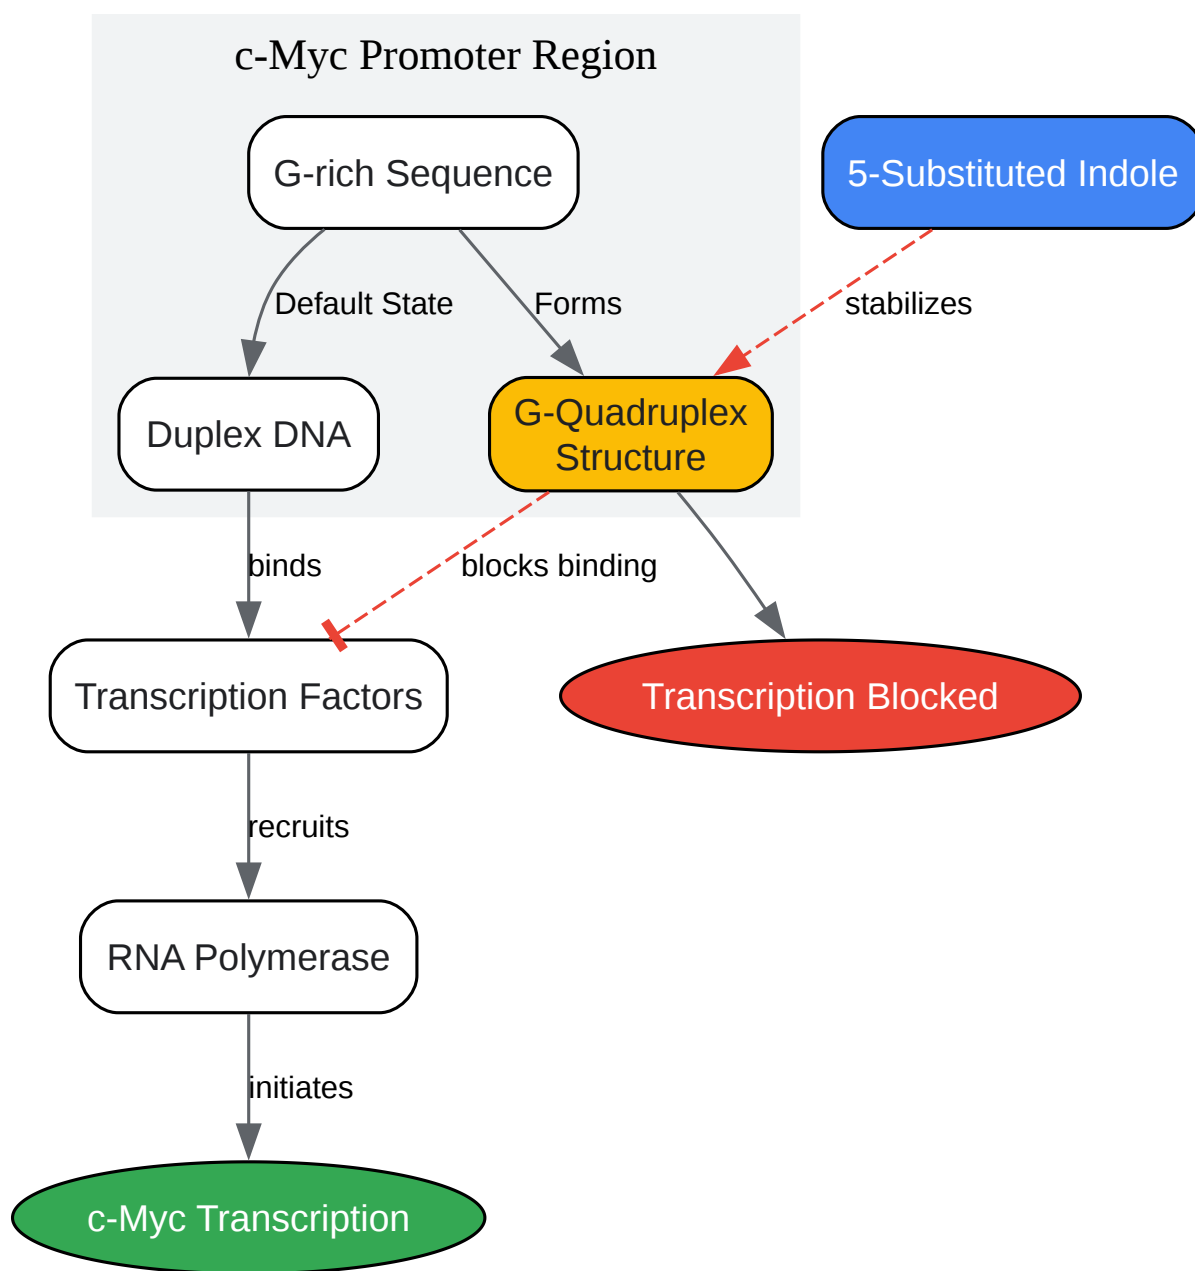 c-Myc Promoter Region
G-rich Sequence
5-Substituted Indole
Default State
Forms
stabilizes
Duplex DNA
G-Quadruplex
Structure
binds
blocks binding
Transcription Factors
Transcription Blocked
recruits
RNA Polymerase
initiates
c-Myc Transcription